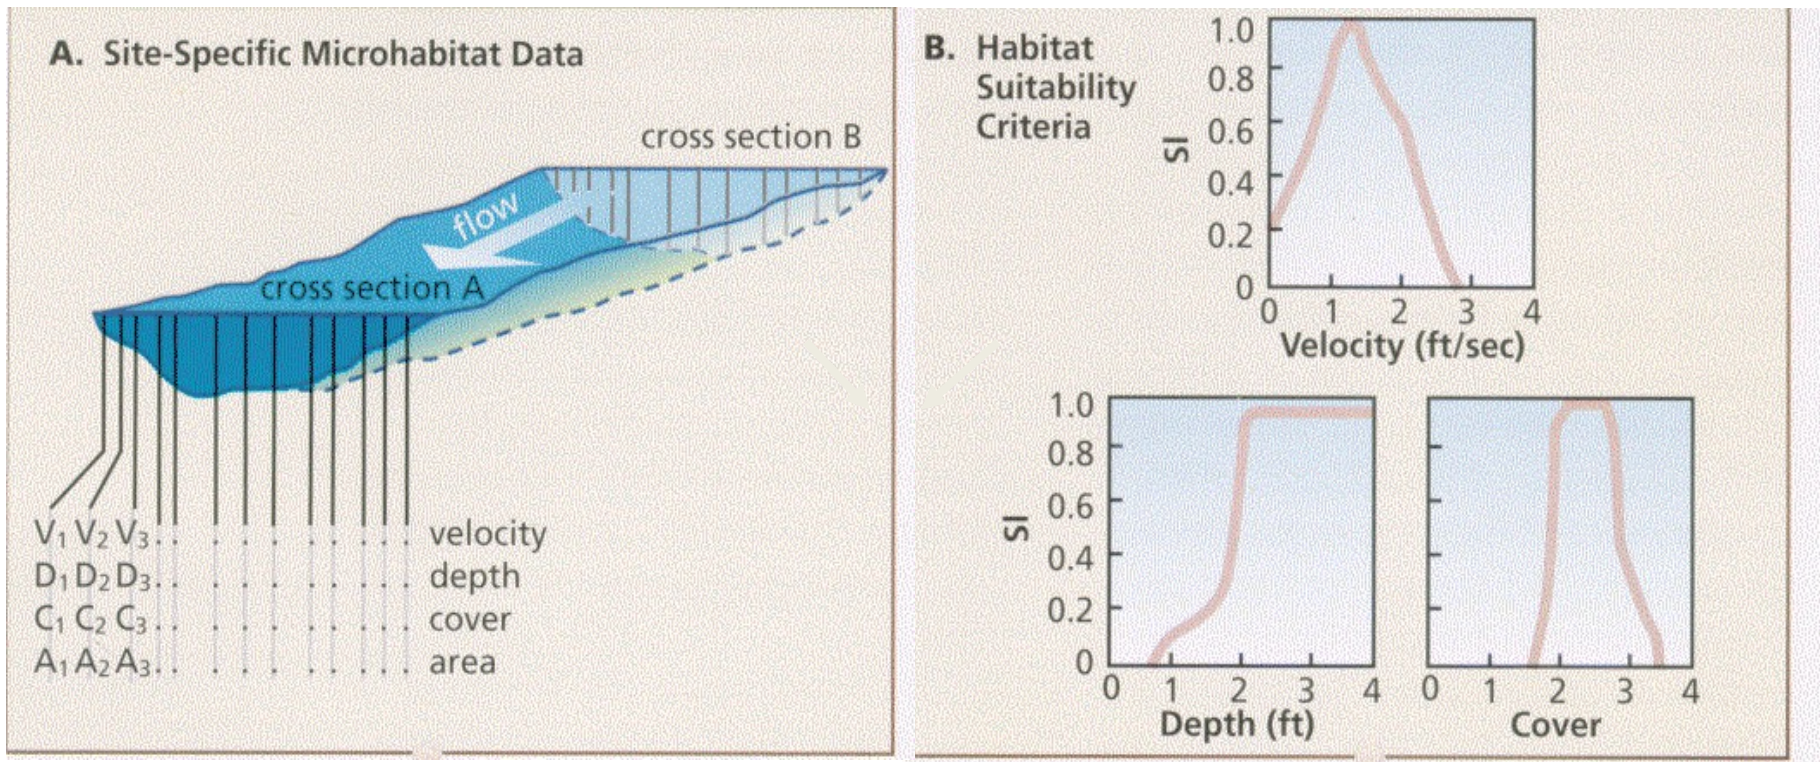 A. Site-Specific Microhabitat Data
cross section B
flow
cross section A
V₁ V₂ V₃ . . . . . . . . . . velocity
D₁ D₂ D₃ . . . . . . . . . . depth
C₁ C₂ C₃ . . . . . . . . . . cover
A₁ A₂ A₃ . . . . . . . . . . area
B. Habitat
Suitability
Criteria
SI
1.0
0.8
0.6
0.4
0.2
0
0 1 2 3 4
Velocity (ft/sec)
SI
1.0
0.8
0.6
0.4
0.2
0
0 1 2 3 4
Depth (ft)
0 1 2 3 4
Cover